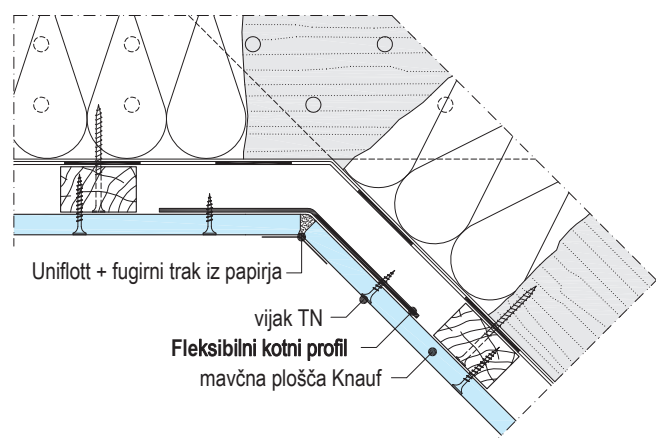 Uniflott + fugirni trak iz papirja
vijak TN
Fleksibilni kotni profil
mavčna plošča Knauf